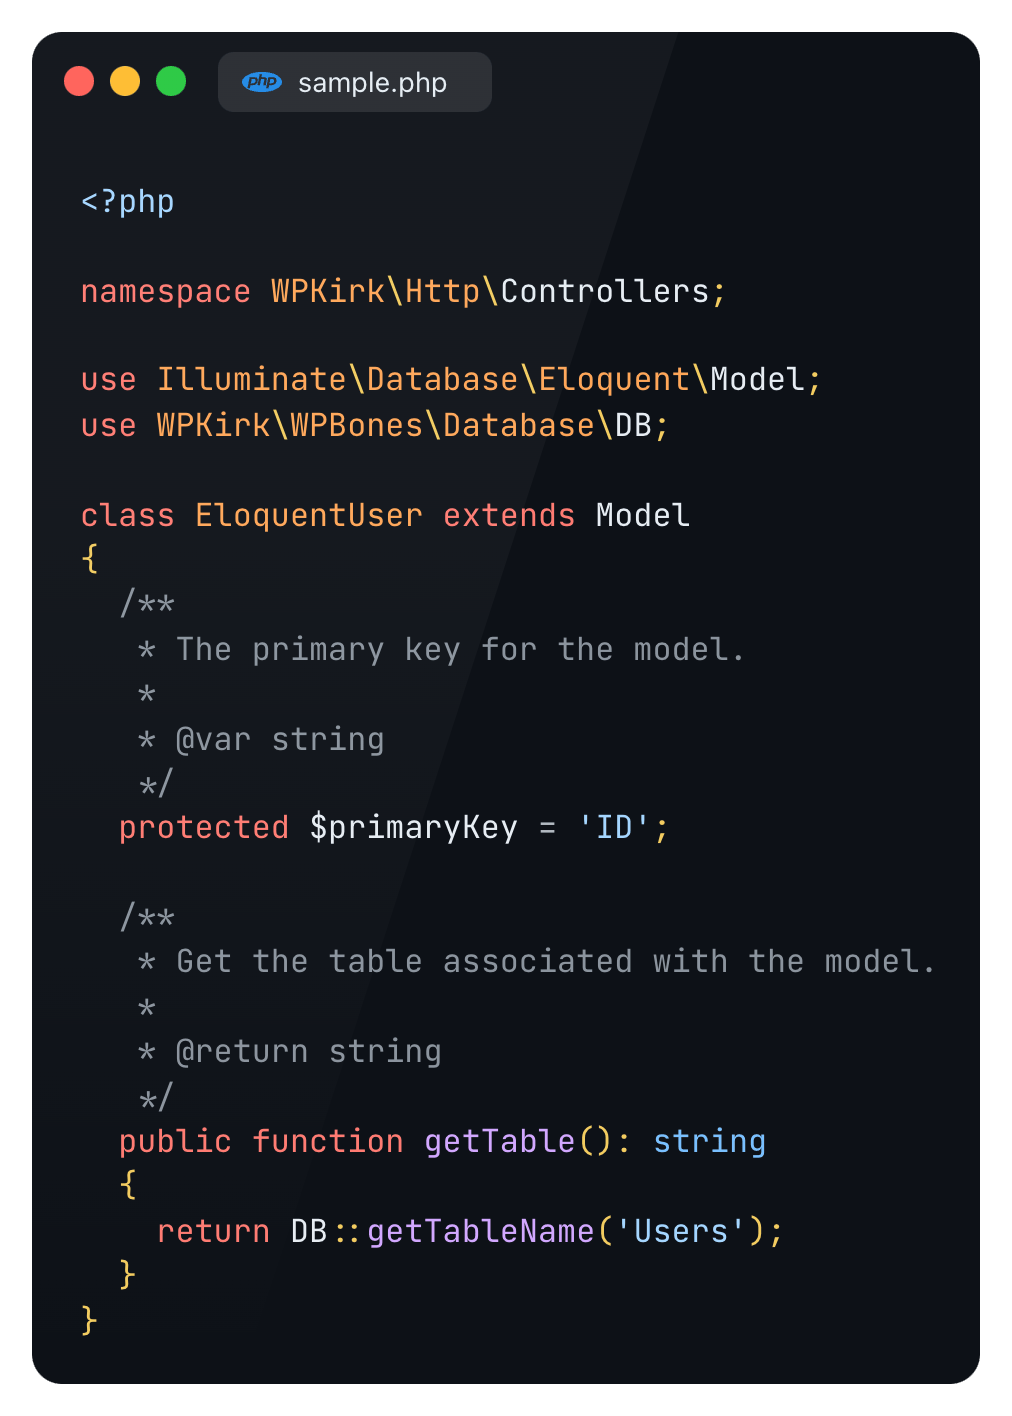 php sample.php
<?php

namespace WPKirk\Http\Controllers;

use Illuminate\Database\Eloquent\Model;
use WPKirk\WPBones\Database\DB;

class EloquentUser extends Model
{
  /**
   * The primary key for the model.
   *
   * @var string
   */
  protected $primaryKey = 'ID';

  /**
   * Get the table associated with the model.
   *
   * @return string
   */
  public function getTable(): string
  {
    return DB::getTableName('Users');
  }
}